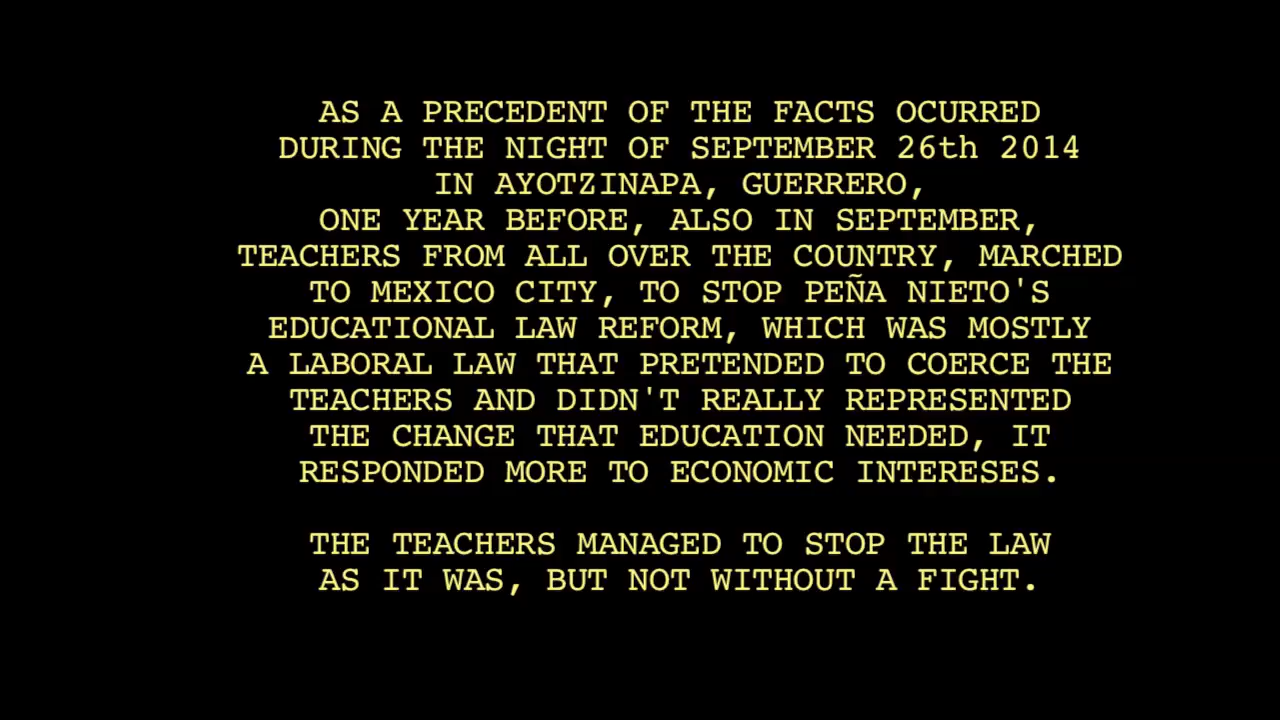 AS A PRECEDENT OF THE FACTS OCURRED
DURING THE NIGHT OF SEPTEMBER 26th 2014
IN AYOTZINAPA, GUERRERO,
ONE YEAR BEFORE, ALSO IN SEPTEMBER,
TEACHERS FROM ALL OVER THE COUNTRY, MARCHED
TO MEXICO CITY, TO STOP PEÑA NIETO'S
EDUCATIONAL LAW REFORM, WHICH WAS MOSTLY
A LABORAL LAW THAT PRETENDED TO COERCE THE
TEACHERS AND DIDN'T REALLY REPRESENTED
THE CHANGE THAT EDUCATION NEEDED, IT
RESPONDED MORE TO ECONOMIC INTERESES.
THE TEACHERS MANAGED TO STOP THE LAW
AS IT WAS, BUT NOT WITHOUT A FIGHT.